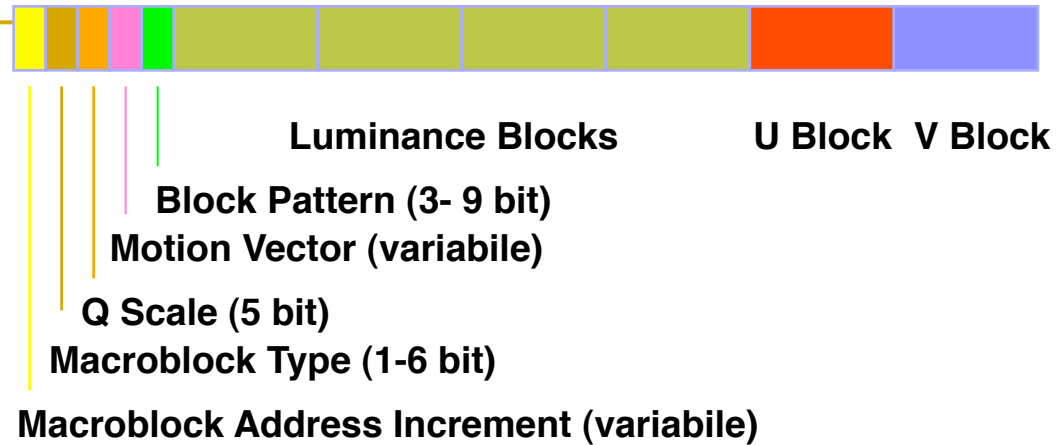 Luminance Blocks U Block V Block
Block Pattern (3- 9 bit)
Motion Vector (variabile)
Q Scale (5 bit)
Macroblock Type (1-6 bit)
Macroblock Address Increment (variabile)